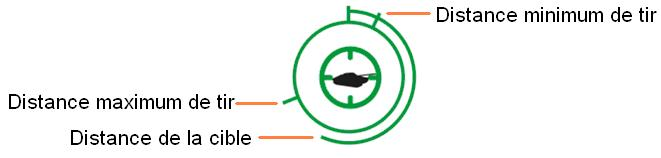 Distance minimum de tir
Distance maximum de tir
Distance de la cible